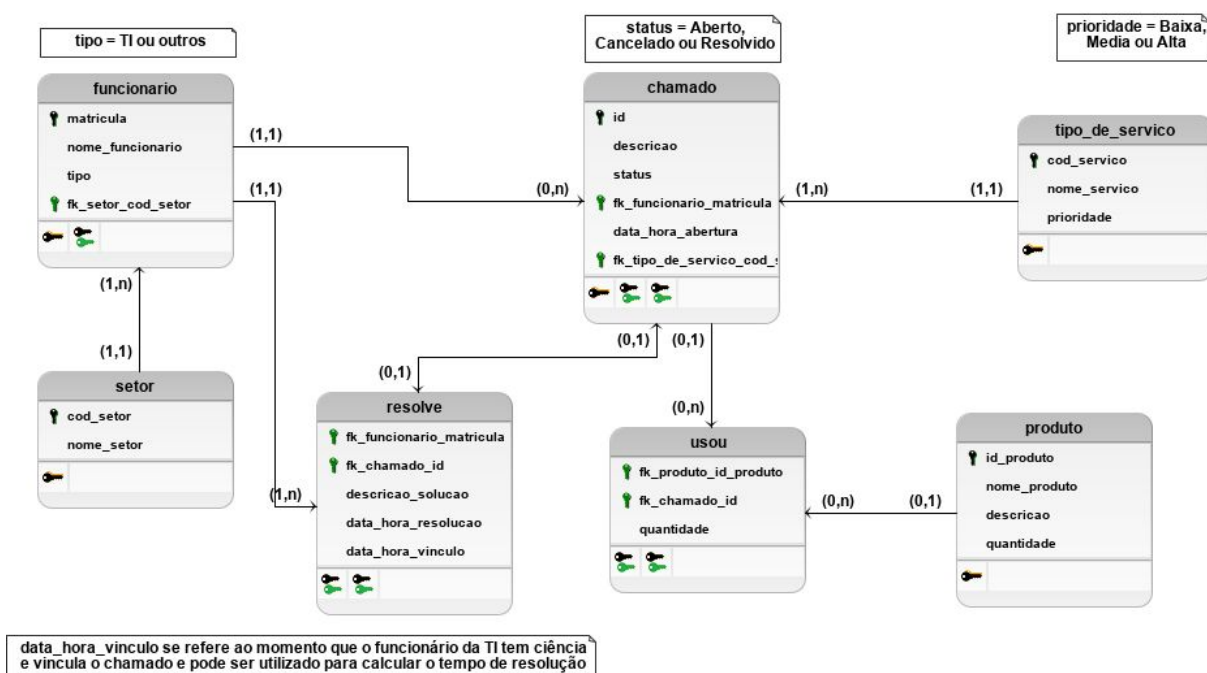 tipo = TI ou outros
status = Aberto,
Cancelado ou Resolvido
prioridade = Baixa,
Media ou Alta
funcionario
matricula
nome_funcionario
tipo
fk_setor_cod_setor
(1,1)
(1,1)
(0,n)
chamado
id
descricao
status
fk_funcionario_matricula
data_hora_abertura
fk_tipo_de_servico_cod_s
(1,n)
(1,1)
tipo_de_servico
cod_servico
nome_servico
prioridade
(1,n)
(1,1)
setor
cod_setor
nome_setor
(0,1)
(0,1)
(0,1)
(0,n)
resolve
fk_funcionario_matricula
fk_chamado_id
descricao_solucao
data_hora_resolucao
data_hora_vinculo
(1,n)
usou
fk_produto_id_produto
fk_chamado_id
quantidade
(0,n)
(0,1)
produto
id_produto
nome_produto
descricao
quantidade
data_hora_vinculo se refere ao momento que o funcionário da TI tem ciência
e vincula o chamado e pode ser utilizado para calcular o tempo de resolução